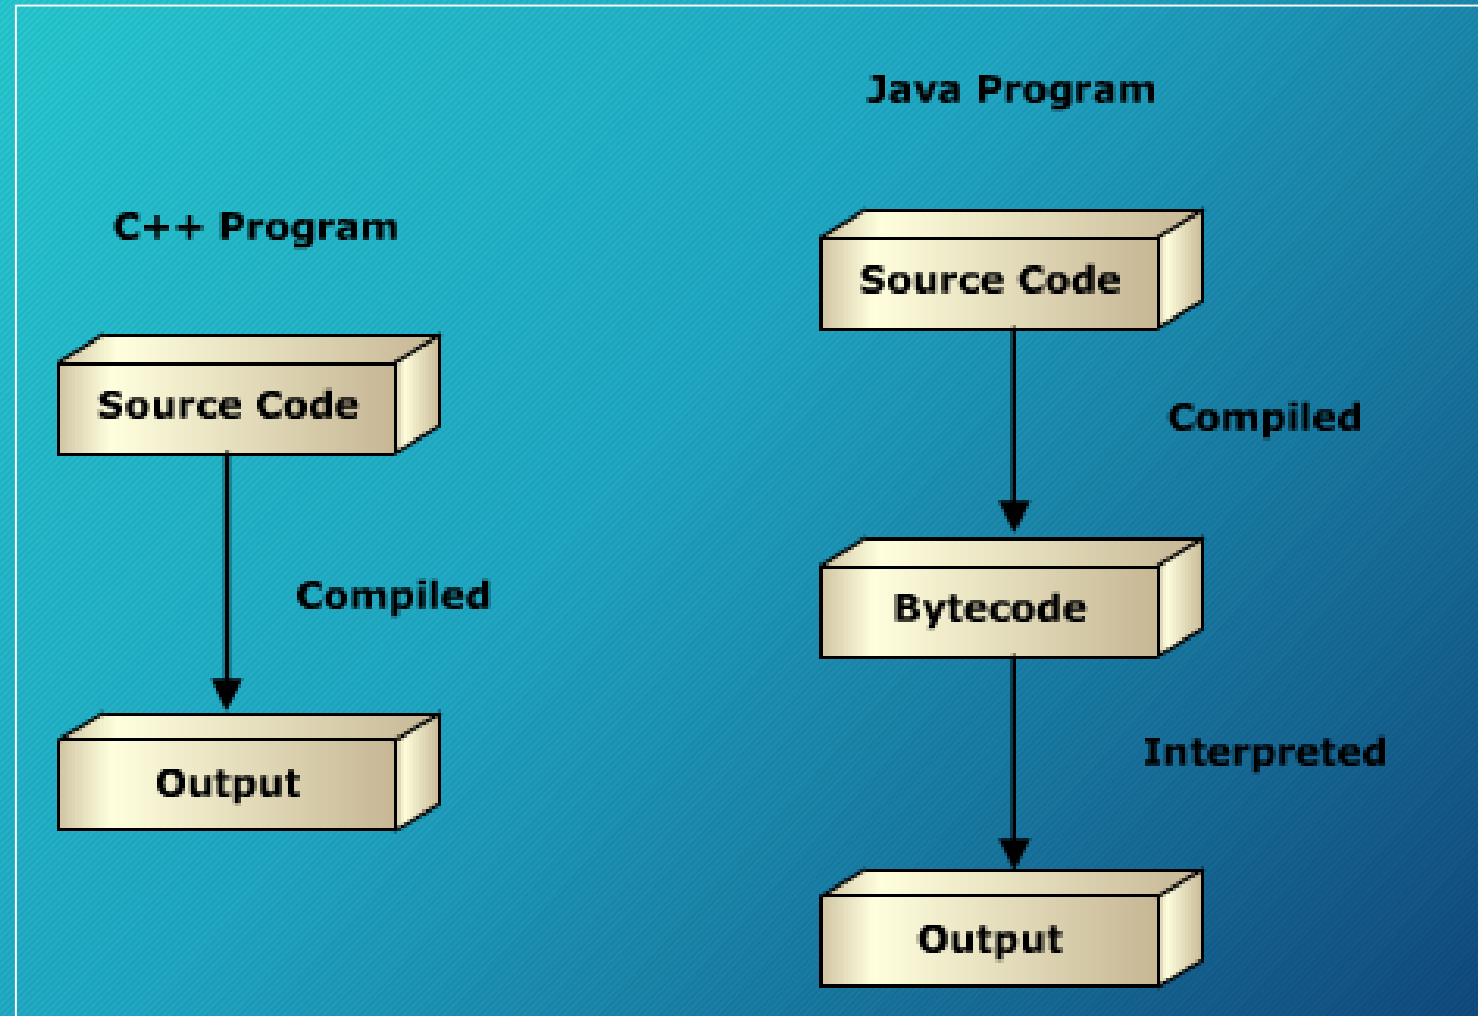 C++ Program
Source Code
Compiled
Output
Java Program
Source Code
Compiled
Bytecode
Interpreted
Output